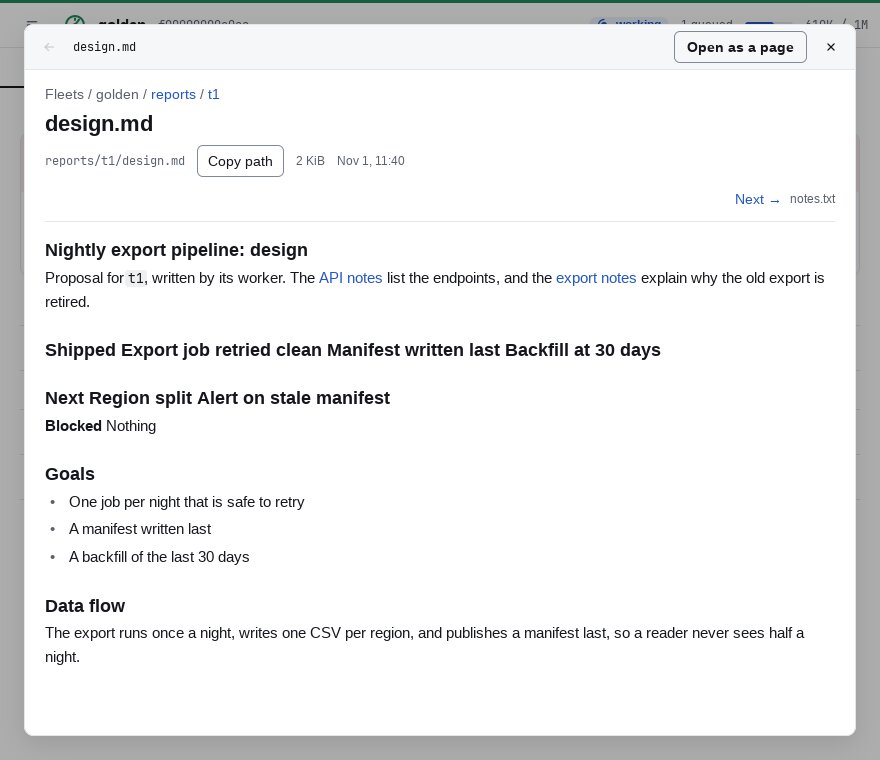 design.md
Open as a page
Fleets / golden / reports / t1
design.md
reports/t1/design.md Copy path 2 KiB Nov 1, 11:40
Next → notes.txt
Nightly export pipeline: design
Proposal for t1, written by its worker. The API notes list the endpoints, and the export notes explain why the old export is
retired.
Shipped Export job retried clean Manifest written last Backfill at 30 days
Next Region split Alert on stale manifest
Blocked Nothing
Goals
• One job per night that is safe to retry
• A manifest written last
• A backfill of the last 30 days
Data flow
The export runs once a night, writes one CSV per region, and publishes a manifest last, so a reader never sees half a
night.